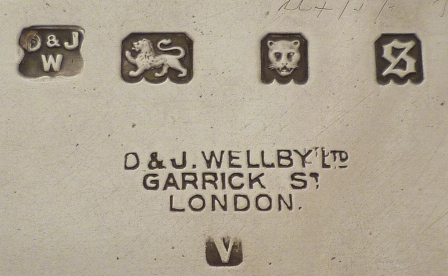 D & J
W
S
D & J. WELLBY LTD
GARRICK ST
LONDON.
V